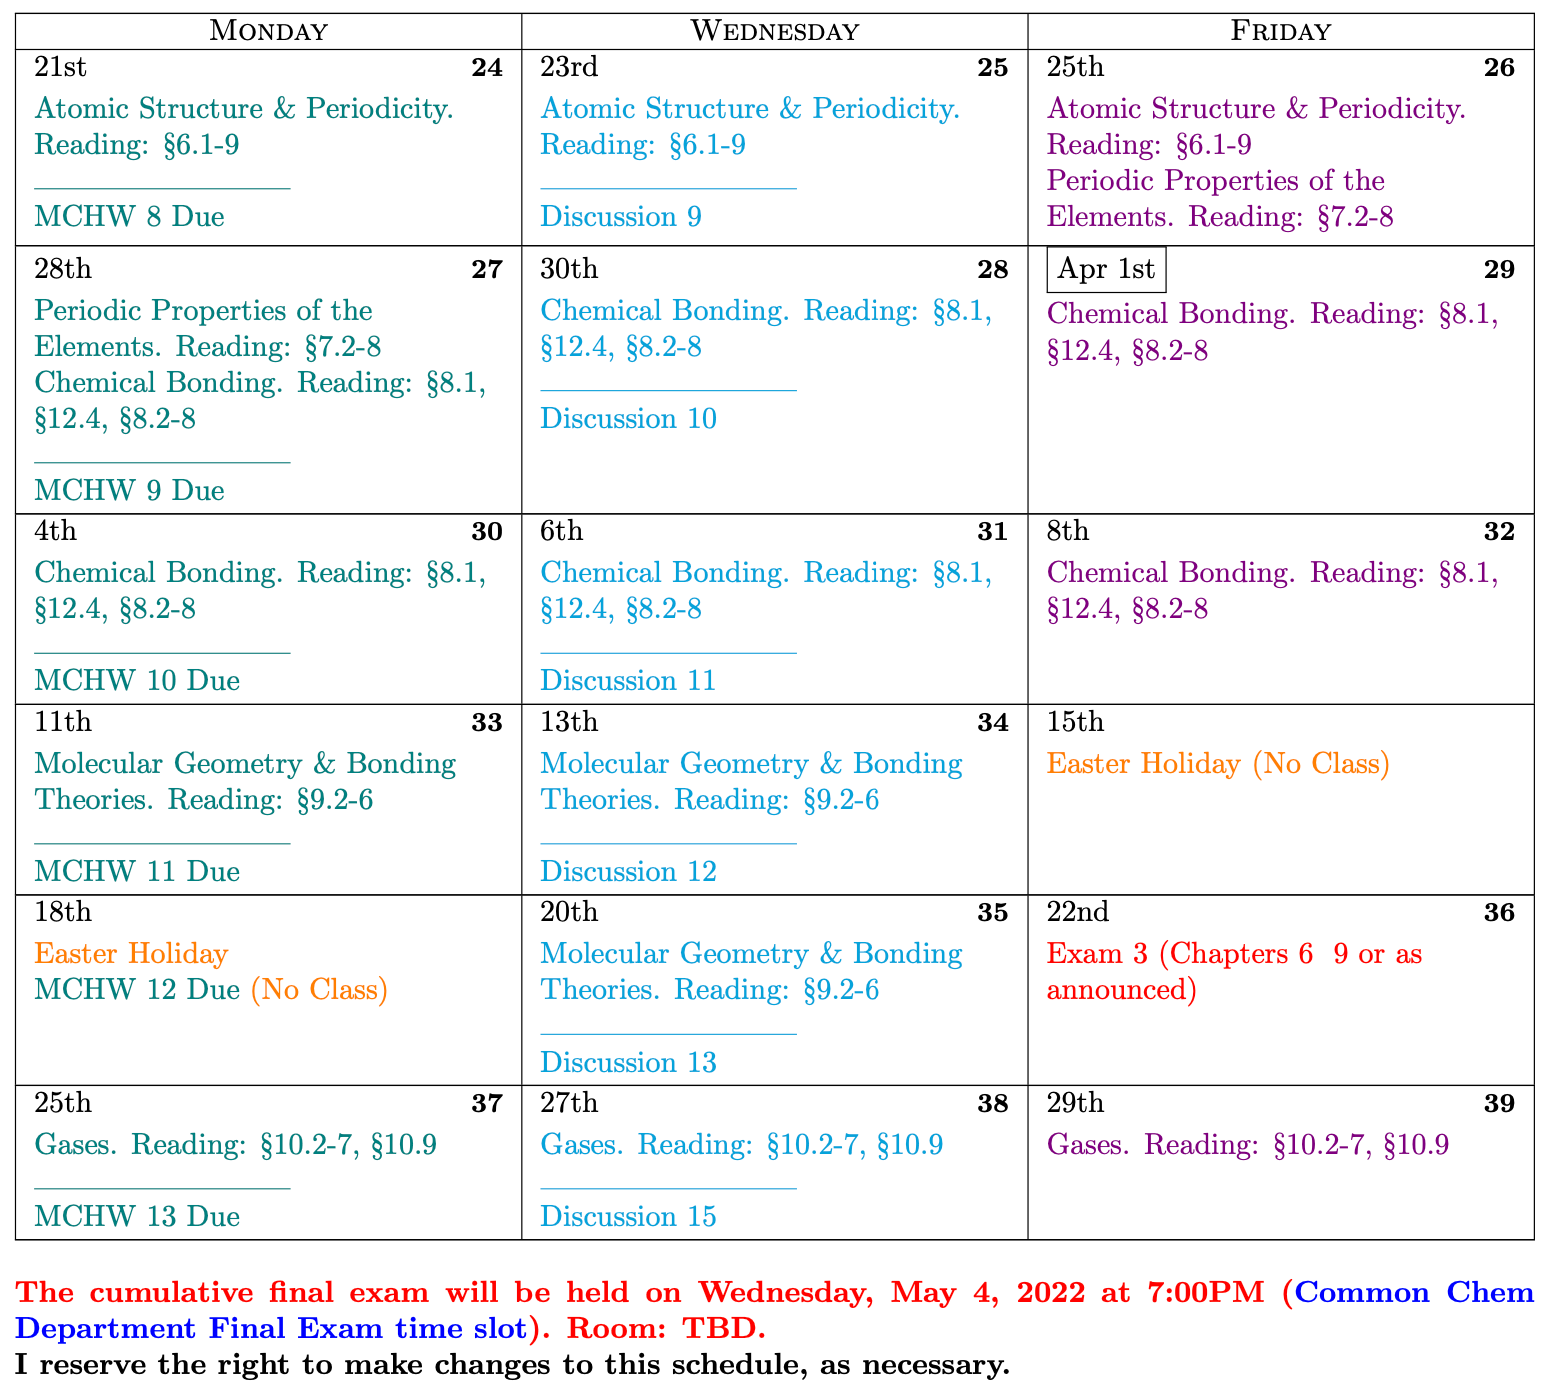 MONDAY WEDNESDAY FRIDAY
21st 24
Atomic Structure & Periodicity.
Reading: §6.1-9
MCHW 8 Due
23rd 25
Atomic Structure & Periodicity.
Reading: §6.1-9
Discussion 9
25th 26
Atomic Structure & Periodicity.
Reading: §6.1-9
Periodic Properties of the
Elements. Reading: §7.2-8
28th 27
Periodic Properties of the
Elements. Reading: §7.2-8
Chemical Bonding. Reading: §8.1,
§12.4, §8.2-8
MCHW 9 Due
30th 28
Chemical Bonding. Reading: §8.1,
§12.4, §8.2-8
Discussion 10
Apr 1st 29
Chemical Bonding. Reading: §8.1,
§12.4, §8.2-8
4th 30
Chemical Bonding. Reading: §8.1,
§12.4, §8.2-8
MCHW 10 Due
6th 31
Chemical Bonding. Reading: §8.1,
§12.4, §8.2-8
Discussion 11
8th 32
Chemical Bonding. Reading: §8.1,
§12.4, §8.2-8
11th 33
Molecular Geometry & Bonding
Theories. Reading: §9.2-6
MCHW 11 Due
13th 34
Molecular Geometry & Bonding
Theories. Reading: §9.2-6
Discussion 12
15th
Easter Holiday (No Class)
18th
Easter Holiday
MCHW 12 Due (No Class)
20th 35
Molecular Geometry & Bonding
Theories. Reading: §9.2-6
Discussion 13
22nd 36
Exam 3 (Chapters 6 9 or as
announced)
25th 37
Gases. Reading: §10.2-7, §10.9
MCHW 13 Due
27th 38
Gases. Reading: §10.2-7, §10.9
Discussion 15
29th 39
Gases. Reading: §10.2-7, §10.9
The cumulative final exam will be held on Wednesday, May 4, 2022 at 7:00PM (Common Chem
Department Final Exam time slot). Room: TBD.
I reserve the right to make changes to this schedule, as necessary.